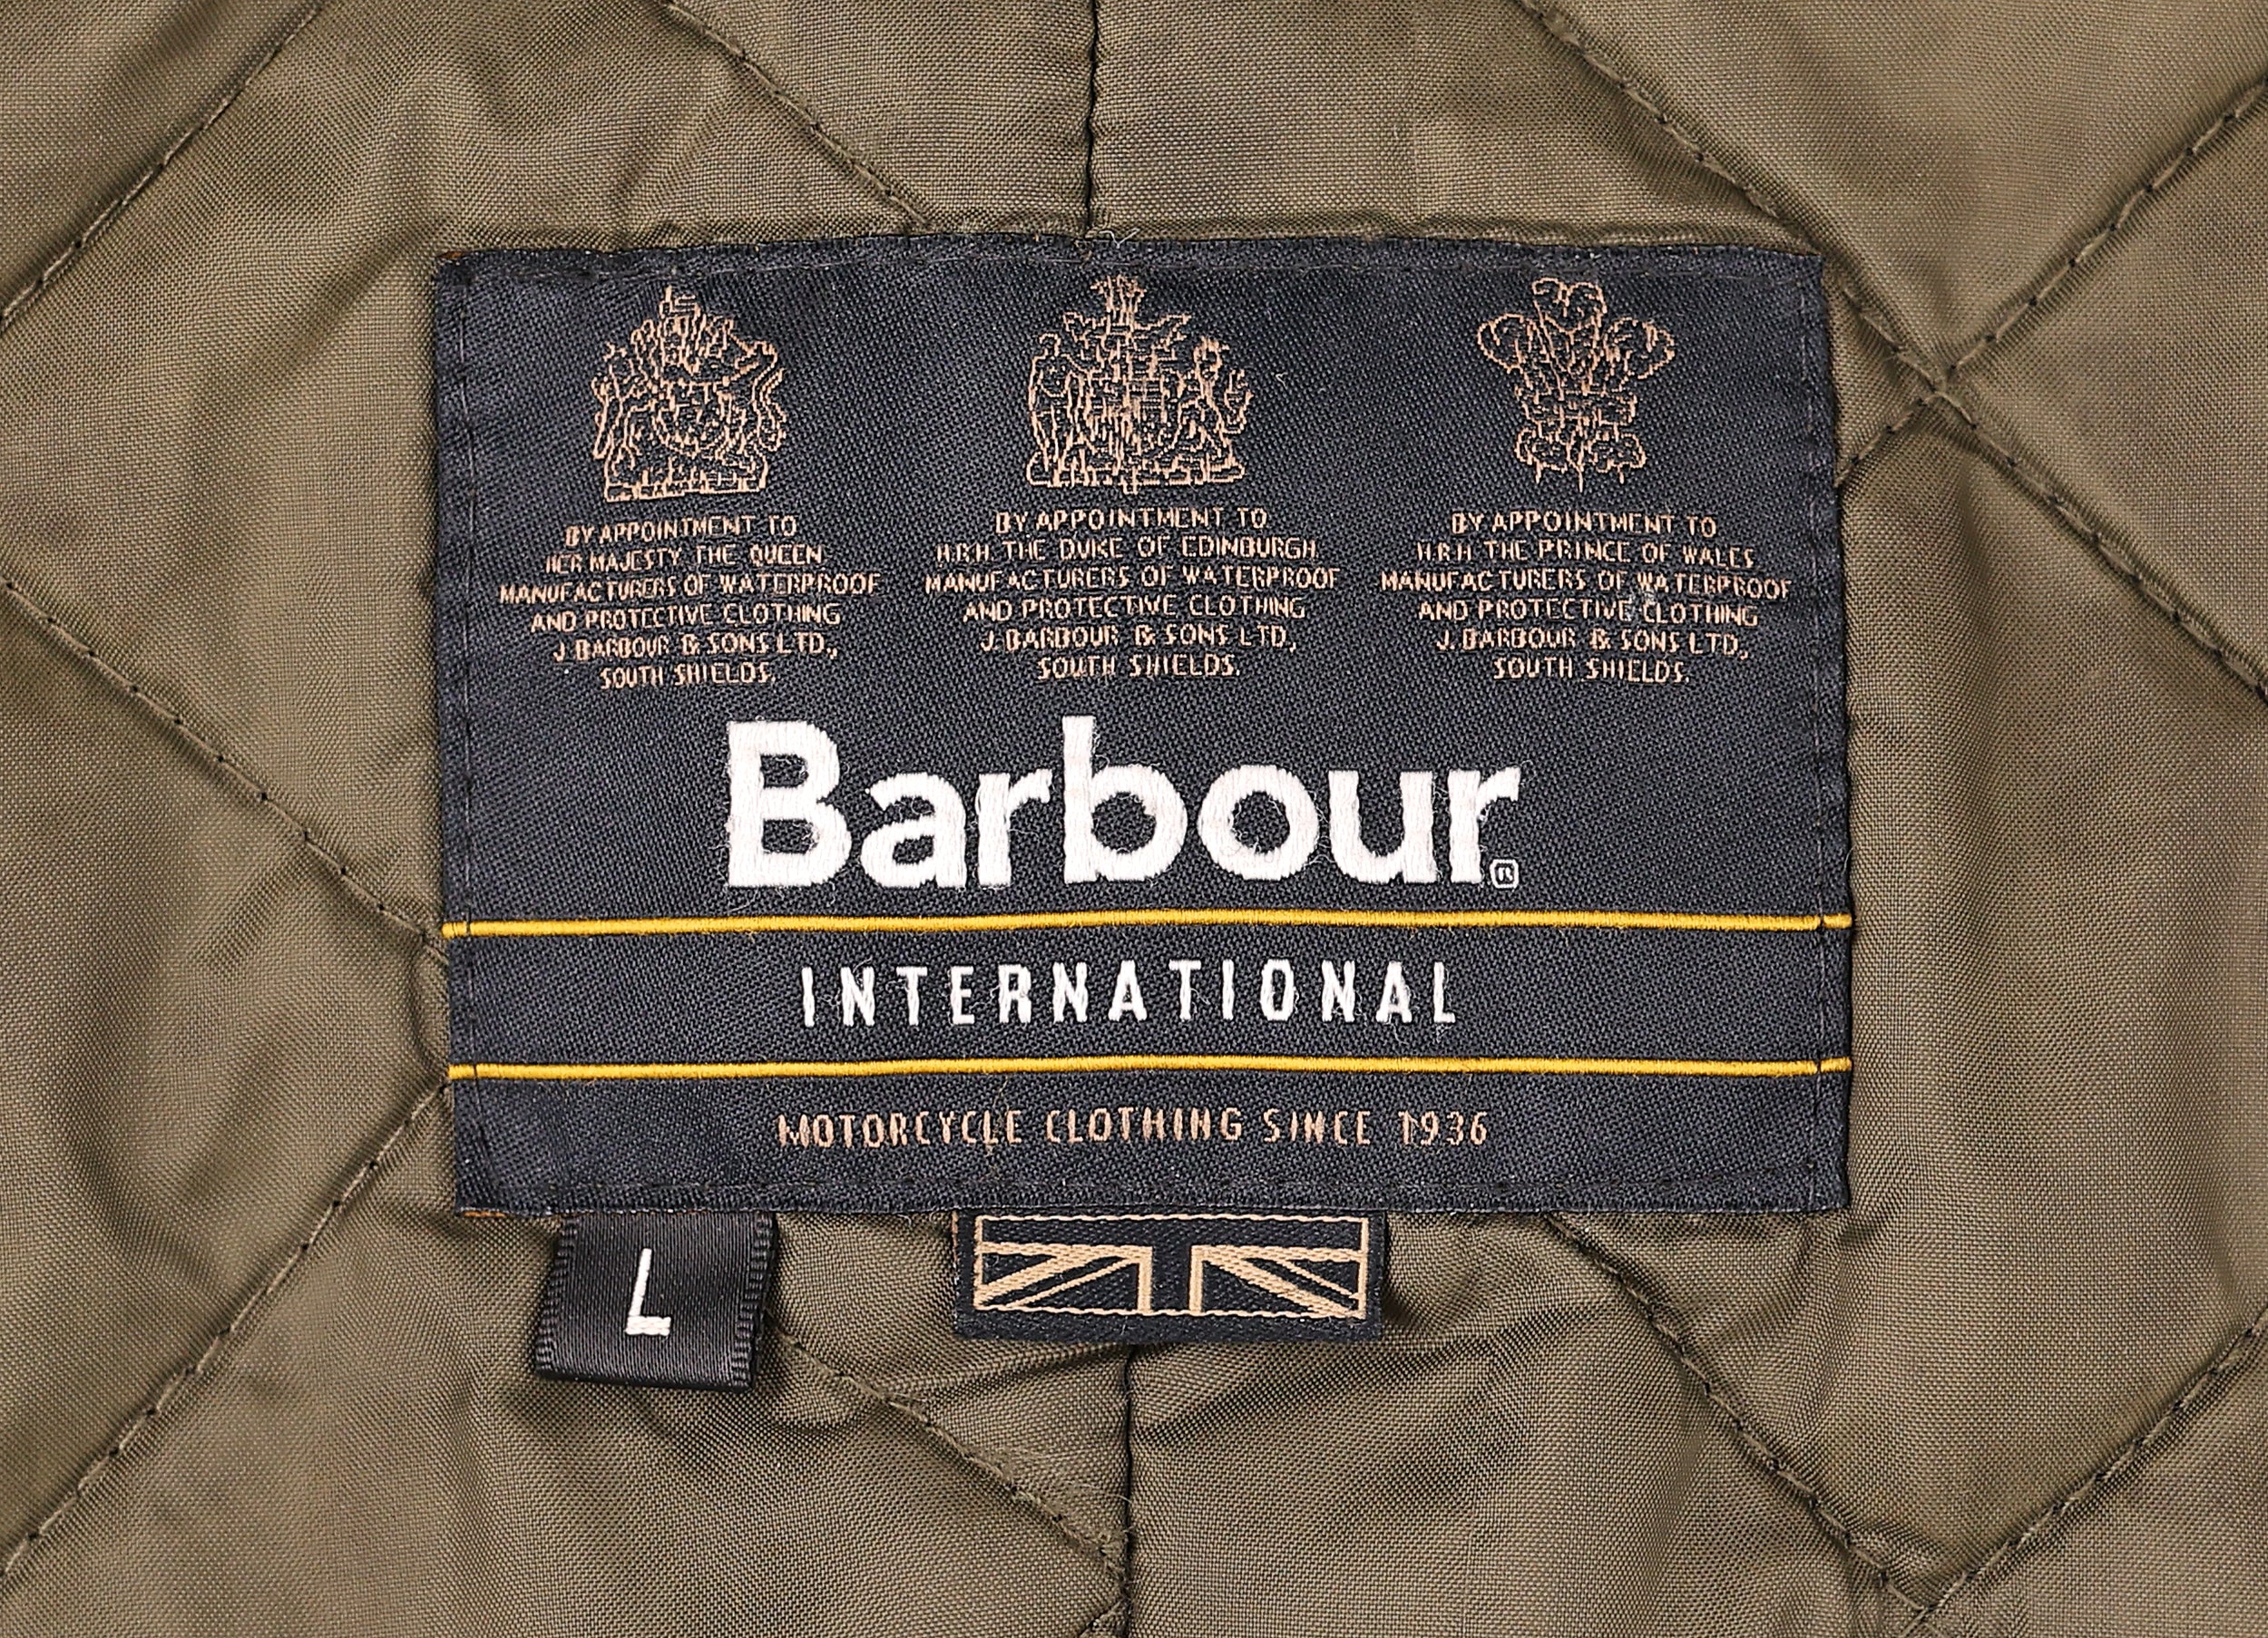 BY APPOINTMENT TO
HER MAJESTY THE QUEEN
MANUFACTURERS OF WATERPROOF
AND PROTECTIVE CLOTHING
J. BARBOUR & SONS LTD.,
SOUTH SHIELDS.
BY APPOINTMENT TO
H.R.H. THE DUKE OF EDINBURGH
MANUFACTURERS OF WATERPROOF
AND PROTECTIVE CLOTHING
J. BARBOUR & SONS LTD.,
SOUTH SHIELDS.
BY APPOINTMENT TO
H.R.H. THE PRINCE OF WALES
MANUFACTURERS OF WATERPROOF
AND PROTECTIVE CLOTHING
J. BARBOUR & SONS LTD.,
SOUTH SHIELDS.
Barbour®
INTERNATIONAL
MOTORCYCLE CLOTHING SINCE 1936
L